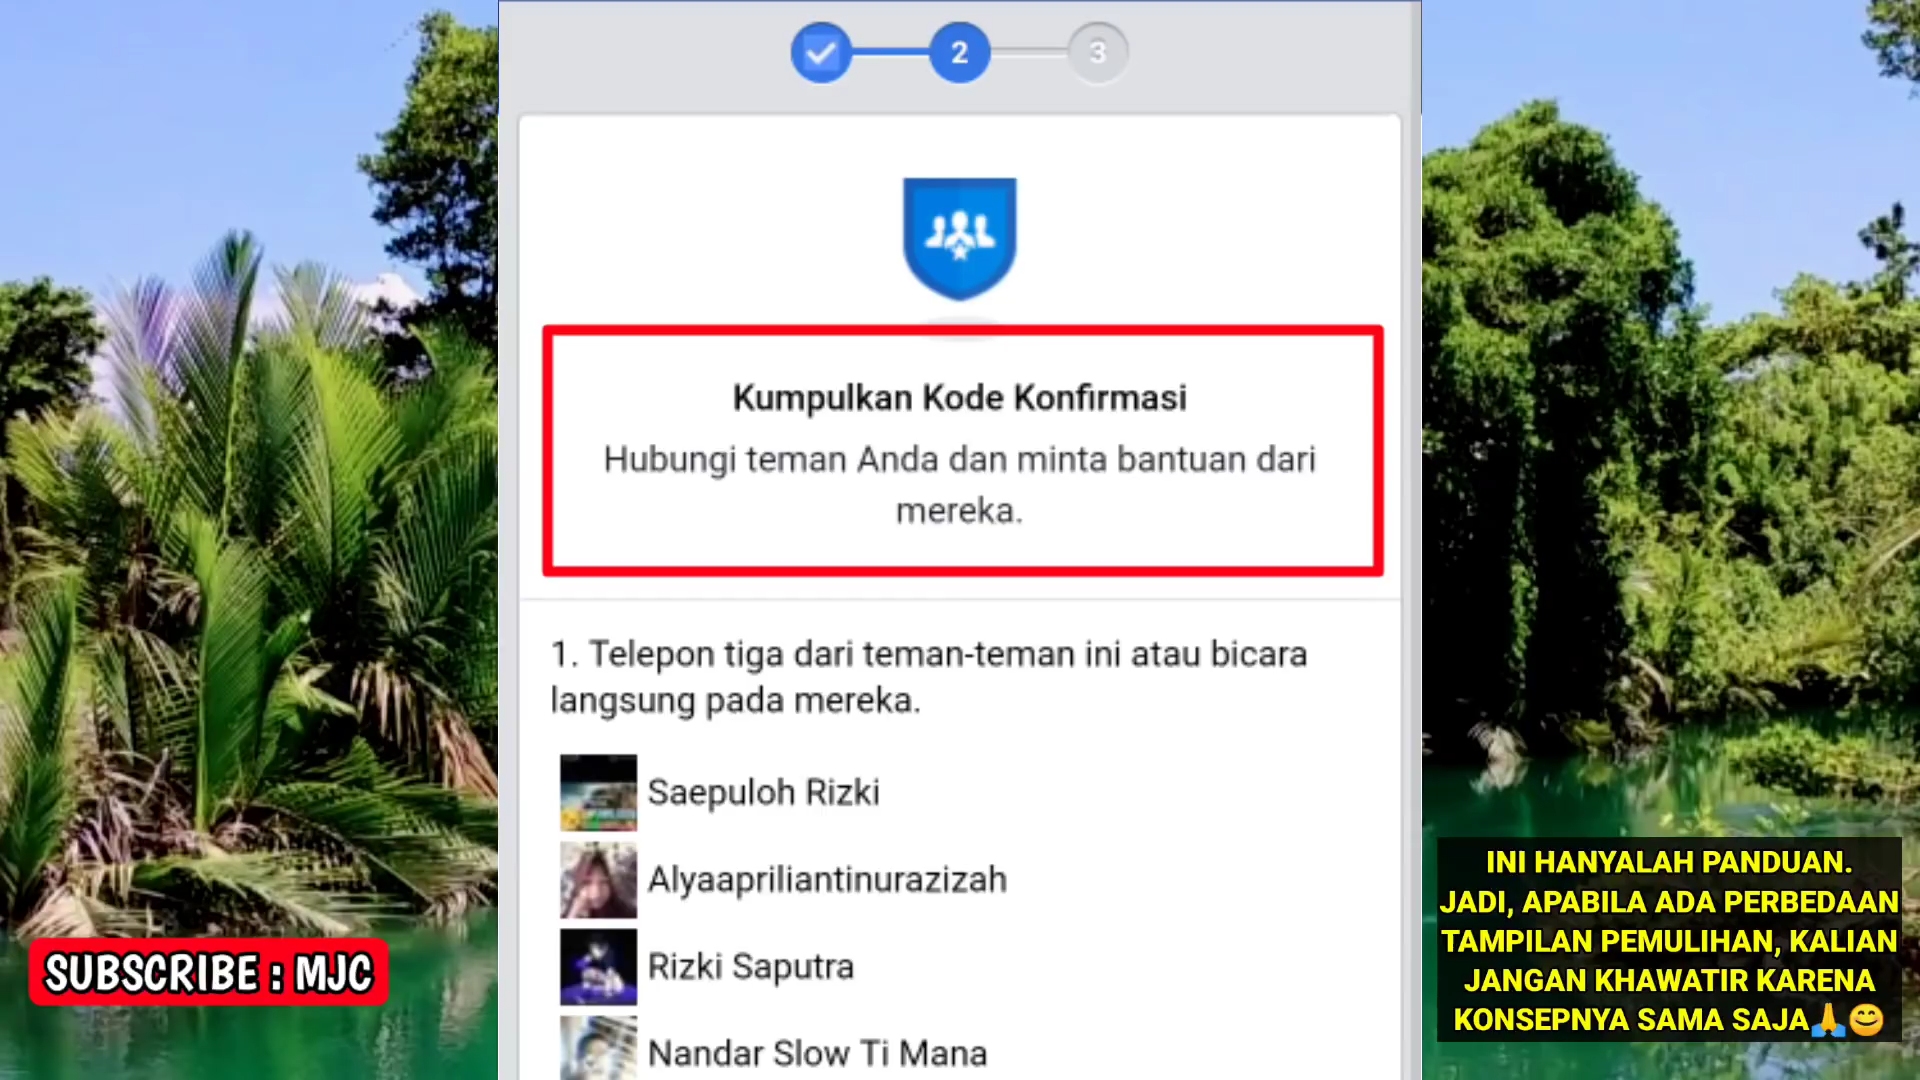 2
3
Kumpulkan Kode Konfirmasi
Hubungi teman Anda dan minta bantuan dari
mereka.
1. Telepon tiga dari teman-teman ini atau bicara
langsung pada mereka.
Saepuloh Rizki
Alyaapriliantinurazizah
Rizki Saputra
Nandar Slow Ti Mana
SUBSCRIBE : MJC
INI HANYALAH PANDUAN.
JADI, APABILA ADA PERBEDAAN
TAMPILAN PEMULIHAN, KALIAN
JANGAN KHAWATIR KARENA
KONSEPNYA SAMA SAJA🙏😊